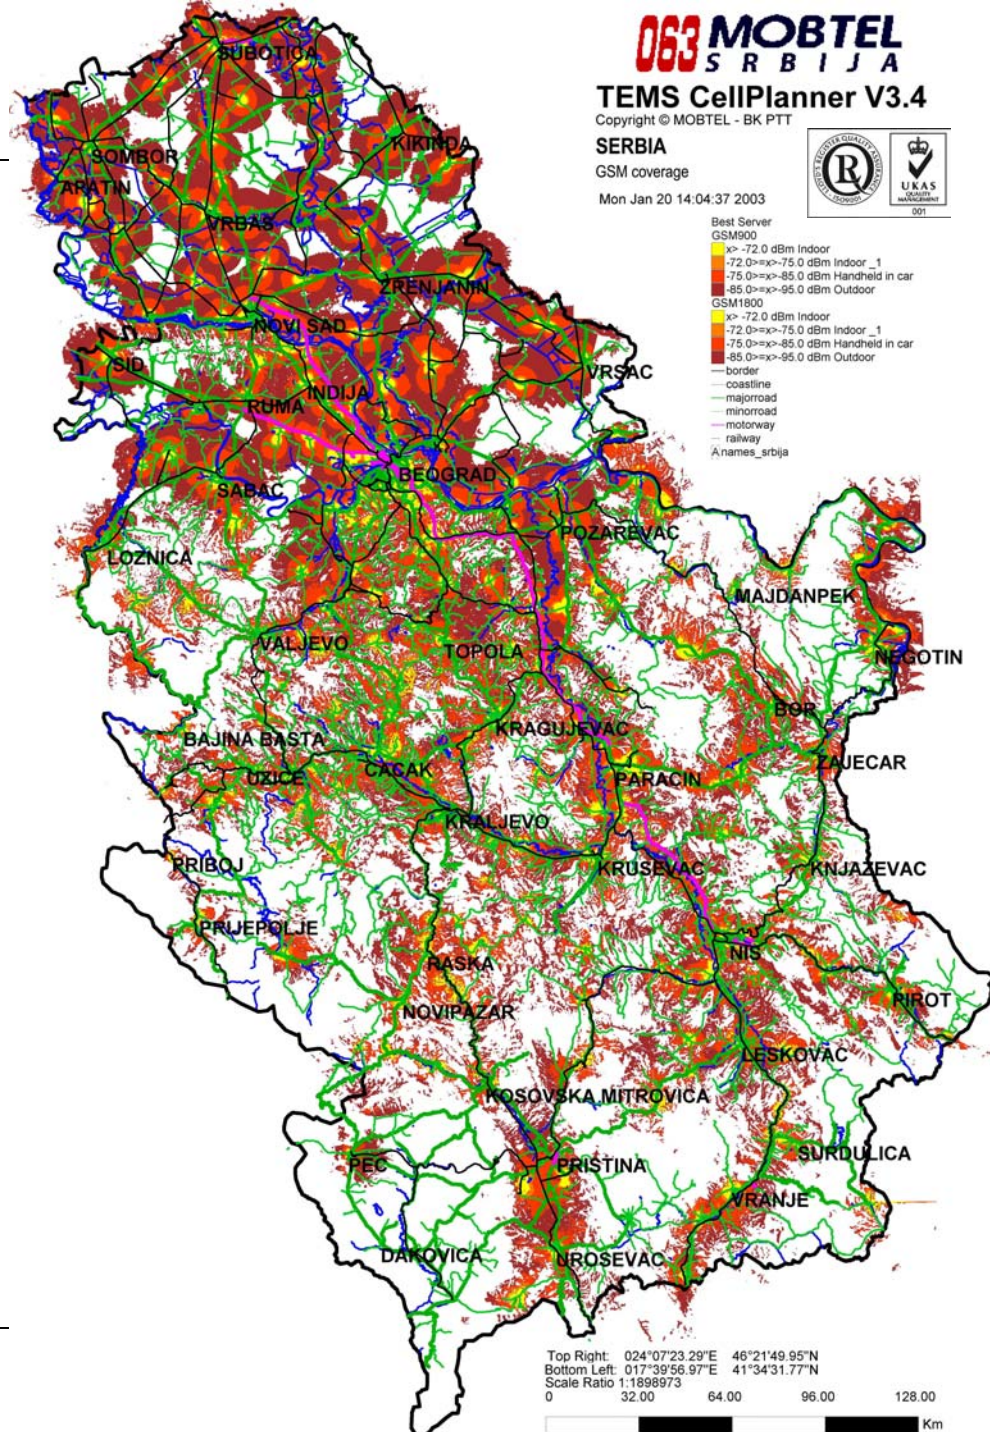 063 MOBTEL
SRBIJA
TEMS CellPlanner V3.4
Copyright © MOBTEL - BK PTT
SERBIA
GSM coverage
Mon Jan 20 14:04:37 2003
LLOYD'S REGISTER QUALITY ASSURANCE
ISO9001
UKAS
QUALITY
MANAGEMENT
001
Best Server
GSM900
x> -72.0 dBm Indoor
-72.0>=x>-75.0 dBm Indoor _1
-75.0>=x>-85.0 dBm Handheld in car
-85.0>=x>-95.0 dBm Outdoor
GSM1800
x> -72.0 dBm Indoor
-72.0>=x>-75.0 dBm Indoor _1
-75.0>=x>-85.0 dBm Handheld in car
-85.0>=x>-95.0 dBm Outdoor
border
coastline
majorroad
minorroad
motorway
railway
A names_srbija
SUBOTICA
KIKINDA
SOMBOR
APATIN
VRBAS
ZRENJANIN
NOVI SAD
SID
VRSAC
INDIJA
RUMA
BEOGRAD
SABAC
POZAREVAC
LOZNICA
MAJDANPEK
VALJEVO
TOPOLA
NEGOTIN
BOR
KRAGUJEVAC
BAJINA BASTA
ZAJECAR
CACAK
UZICE
PARACIN
KRALJEVO
PRIBOJ
KRUSEVAC
KNJAZEVAC
PRIJEPOLJE
NIS
RASKA
PIROT
NOVIPAZAR
LESKOVAC
KOSOVSKA MITROVICA
SURDULICA
PEC
PRISTINA
VRANJE
DAKOVICA
UROSEVAC
Top Right: 024°07'23.29"E 46°21'49.95"N
Bottom Left: 017°39'56.97"E 41°34'31.77"N
Scale Ratio 1:1898973
0 32.00 64.00 96.00 128.00
Km